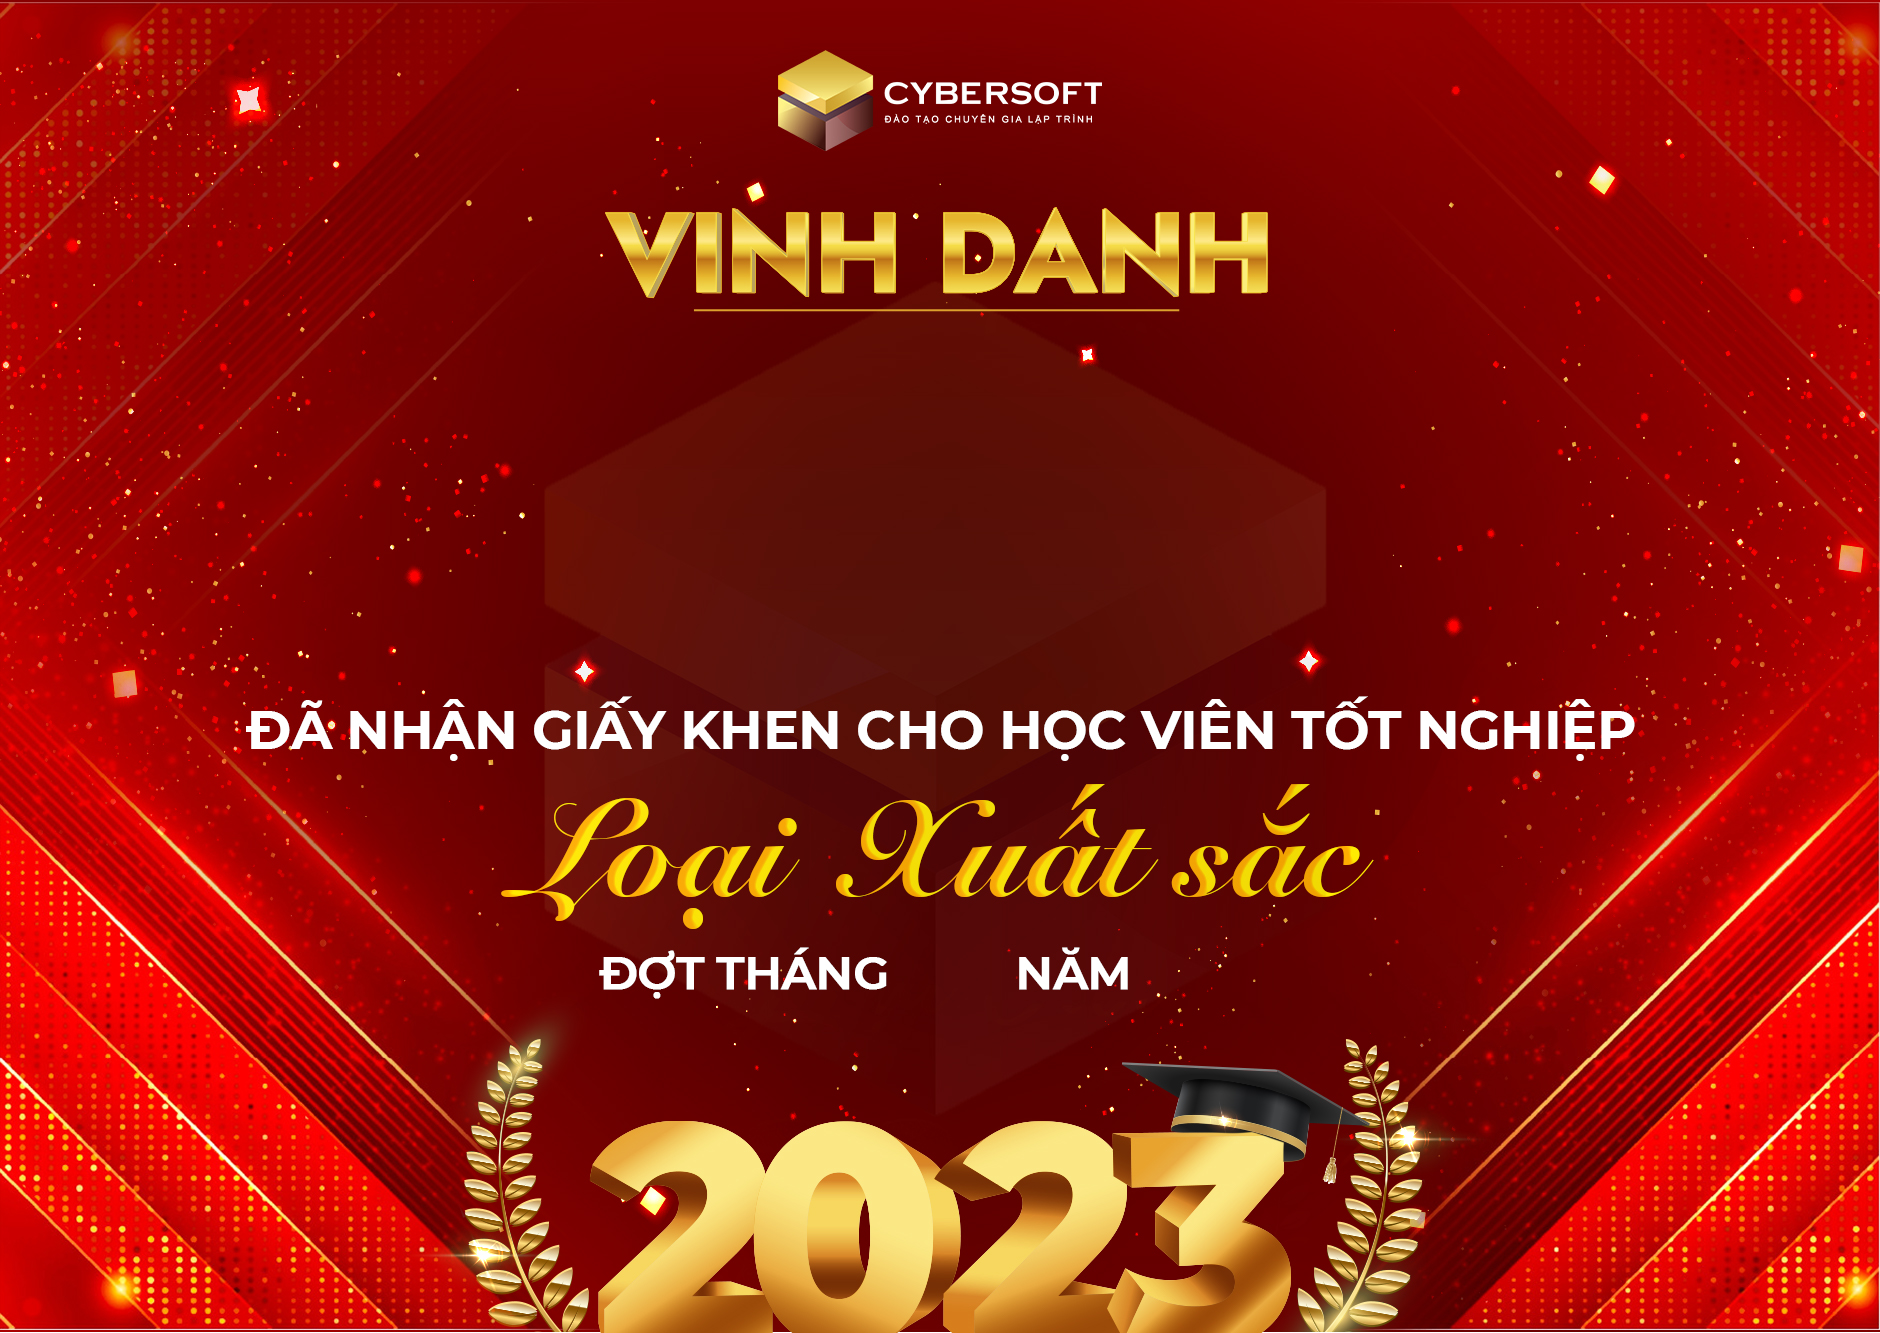 CYBERSOFT
ĐÀO TẠO CHUYÊN GIA LẬP TRÌNH
VINH DANH
ĐÃ NHẬN GIẤY KHEN CHO HỌC VIÊN TỐT NGHIỆP
Loại Xuất sắc
ĐỢT THÁNG NĂM
2023